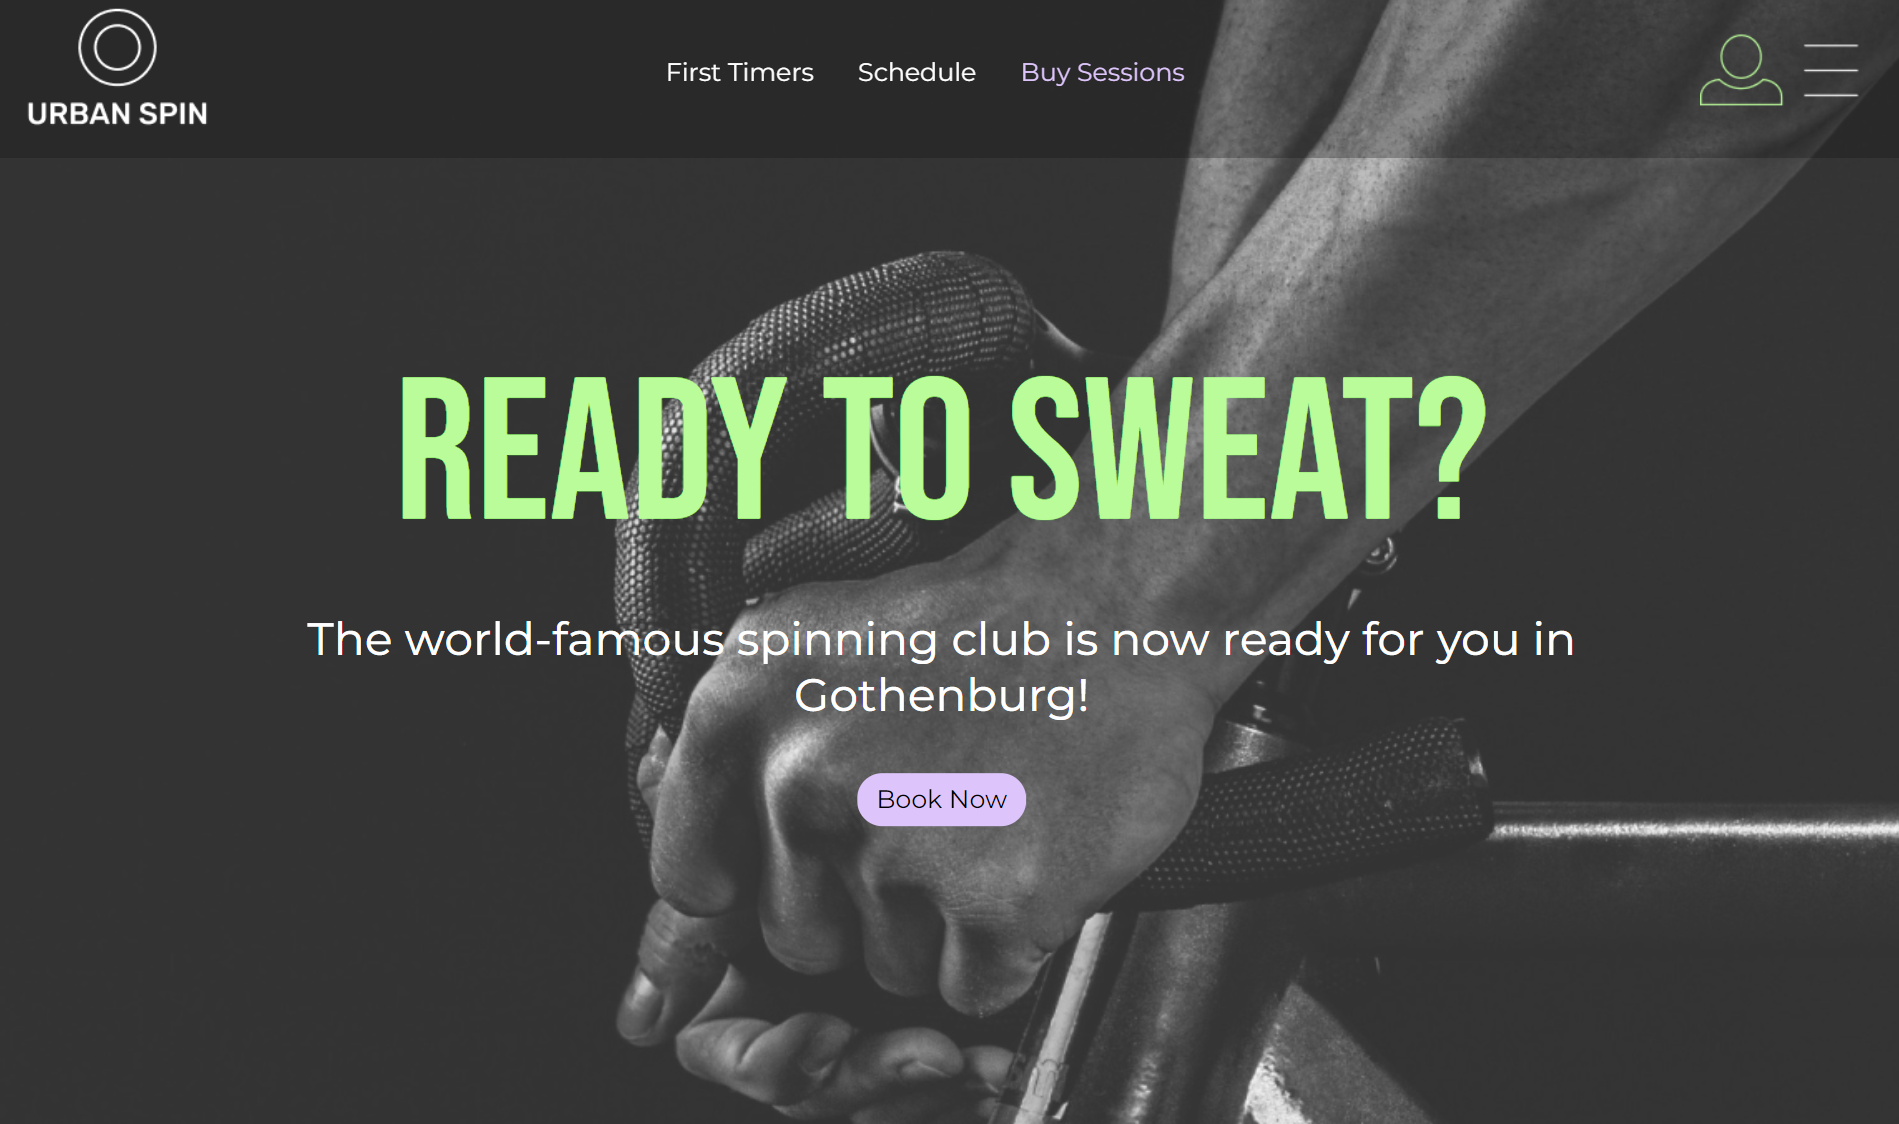 URBAN SPIN
First Timers
Schedule
Buy Sessions
READY TO SWEAT?
The world-famous spinning club is now ready for you in
Gothenburg!
Book Now